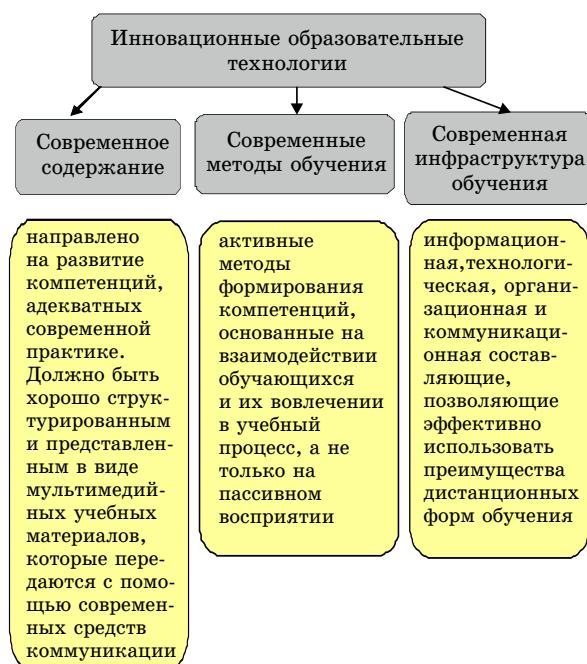 Инновационные образовательные
технологии
Современное
содержание
Современные
методы обучения
Современная
инфраструктура
обучения
направлено
на развитие
компетенций,
адекватных
современной
практике.
Должно быть
хорошо струк-
турированным
и представлен-
ным в виде
мультимедий-
ных учебных
материалов,
которые пере-
даются с помо-
щью современ-
ных средств
коммуникации
активные
методы
формирования
компетенций,
основанные на
взаимодействии
обучающихся
и их вовлечении
в учебный
процесс, а не
только на
пассивном
восприятии
информацион-
ная,технологи-
ческая, органи-
зационная и
коммуникаци-
онная состав-
ляющие,
позволяющие
эффективно
использовать
преимущества
дистанционных
форм обучения